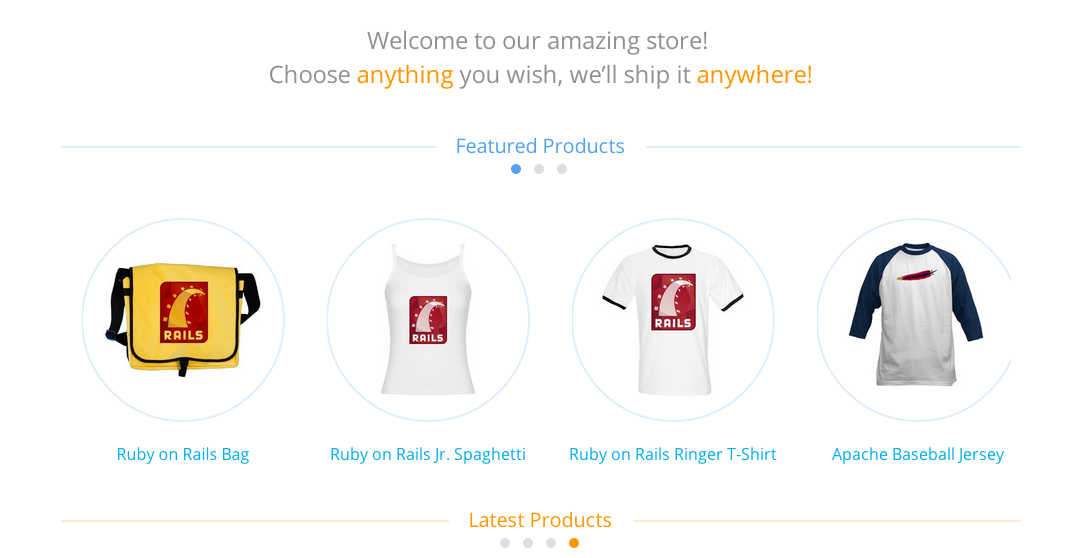 Welcome to our amazing store!
Choose anything you wish, we’ll ship it anywhere!
Featured Products
RAILS
RAILS
RAILS
Ruby on Rails Bag
Ruby on Rails Jr. Spaghetti
Ruby on Rails Ringer T-Shirt
Apache Baseball Jersey
Latest Products